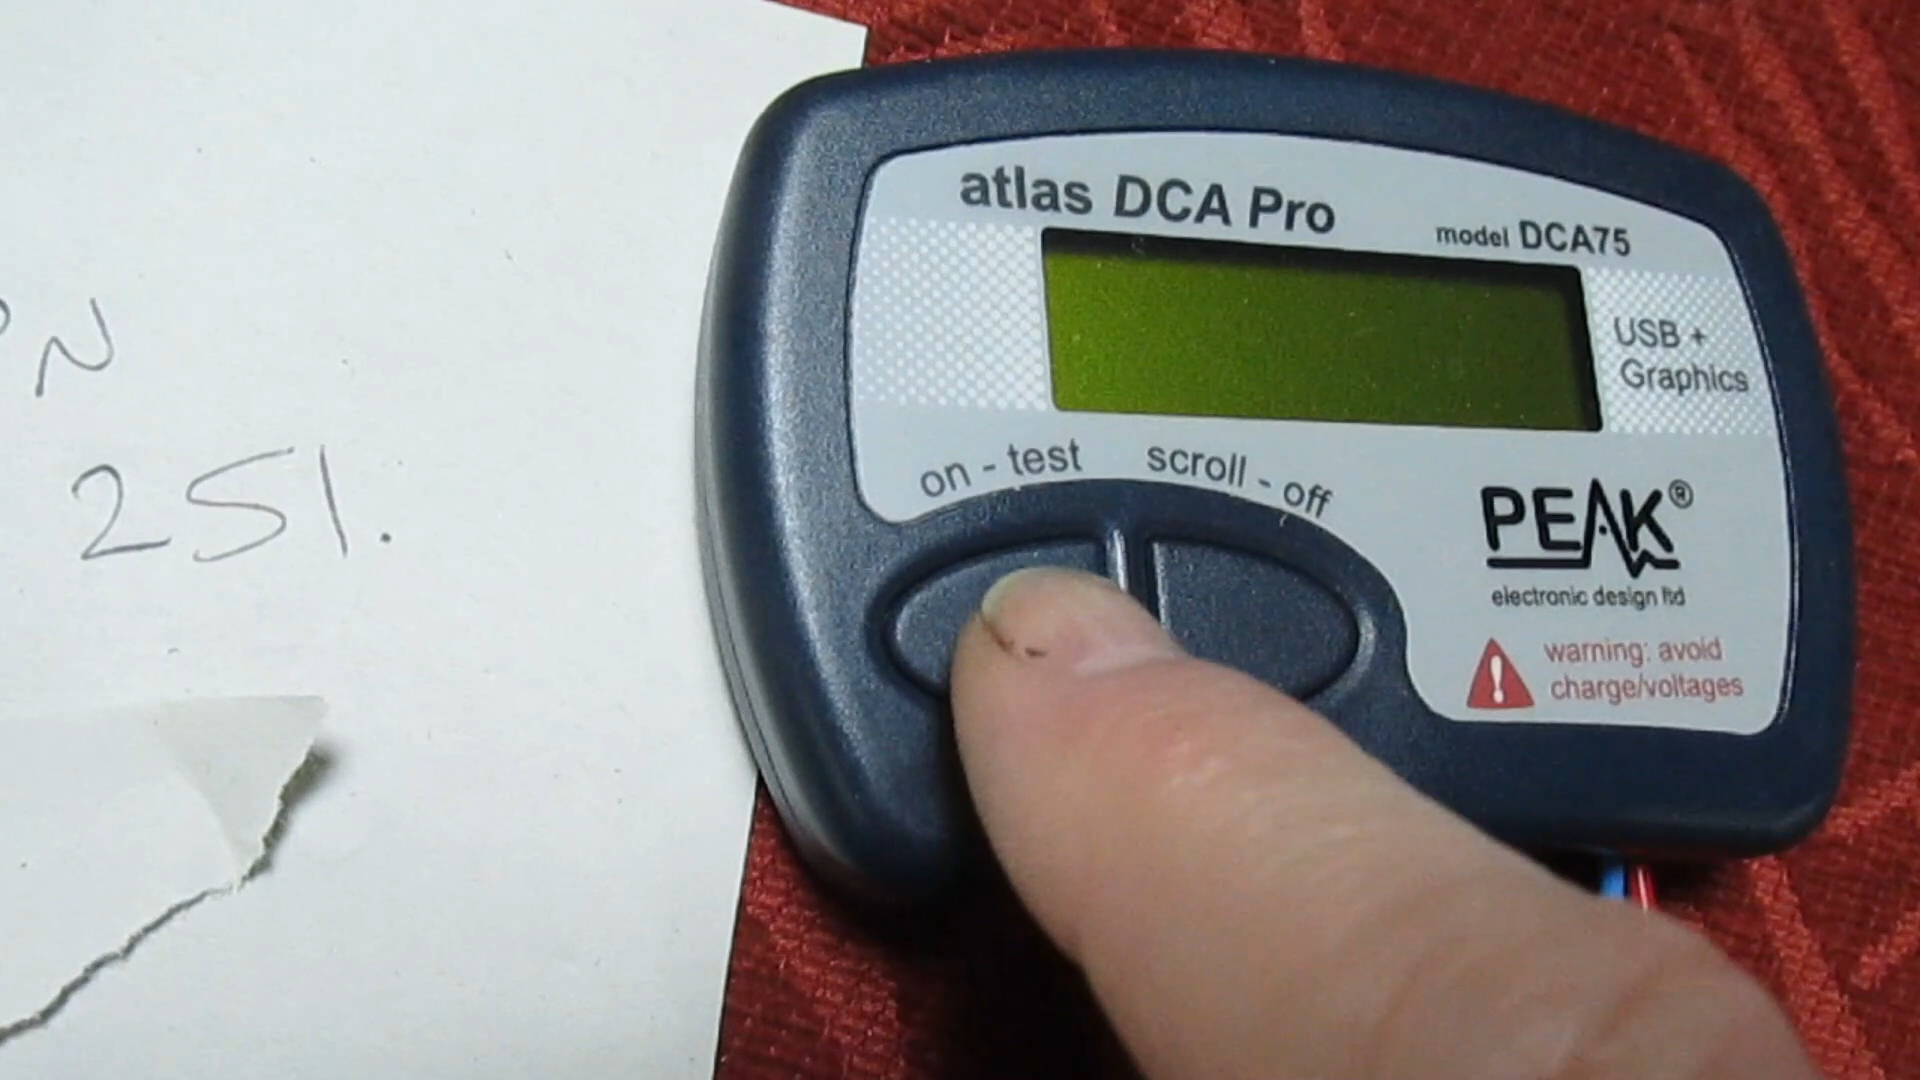 N
251.
atlas DCA Pro
model DCA75
USB +
Graphics
on - test
scroll - off
PEAK®
electronic design ltd
warning: avoid
charge/voltages